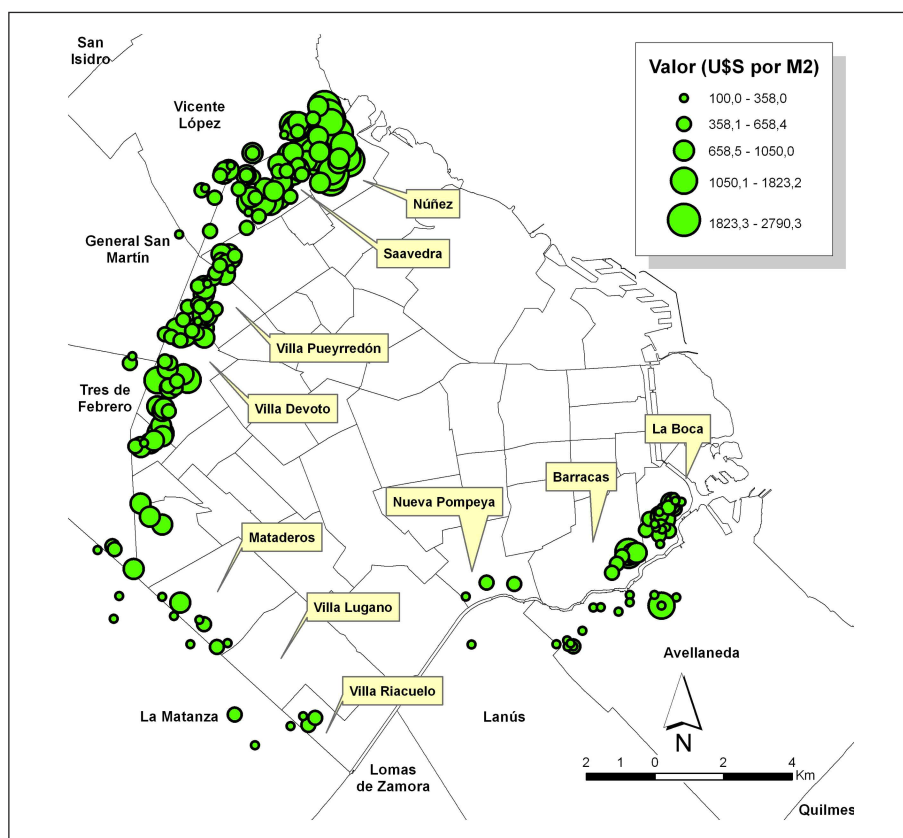 San
Isidro
Vicente
López
Valor (U$S por M2)
100,0 - 358,0
358,1 - 658,4
658,5 - 1050,0
1050,1 - 1823,2
1823,3 - 2790,3
Núñez
General San
Martín
Saavedra
Villa Pueyrredón
Tres de
Febrero
Villa Devoto
La Boca
Barracas
Nueva Pompeya
Mataderos
Villa Lugano
Avellaneda
Villa Riacuelo
La Matanza
Lanús
N
Lomas
de Zamora
2 1 0 2 4
Km
Quilmes